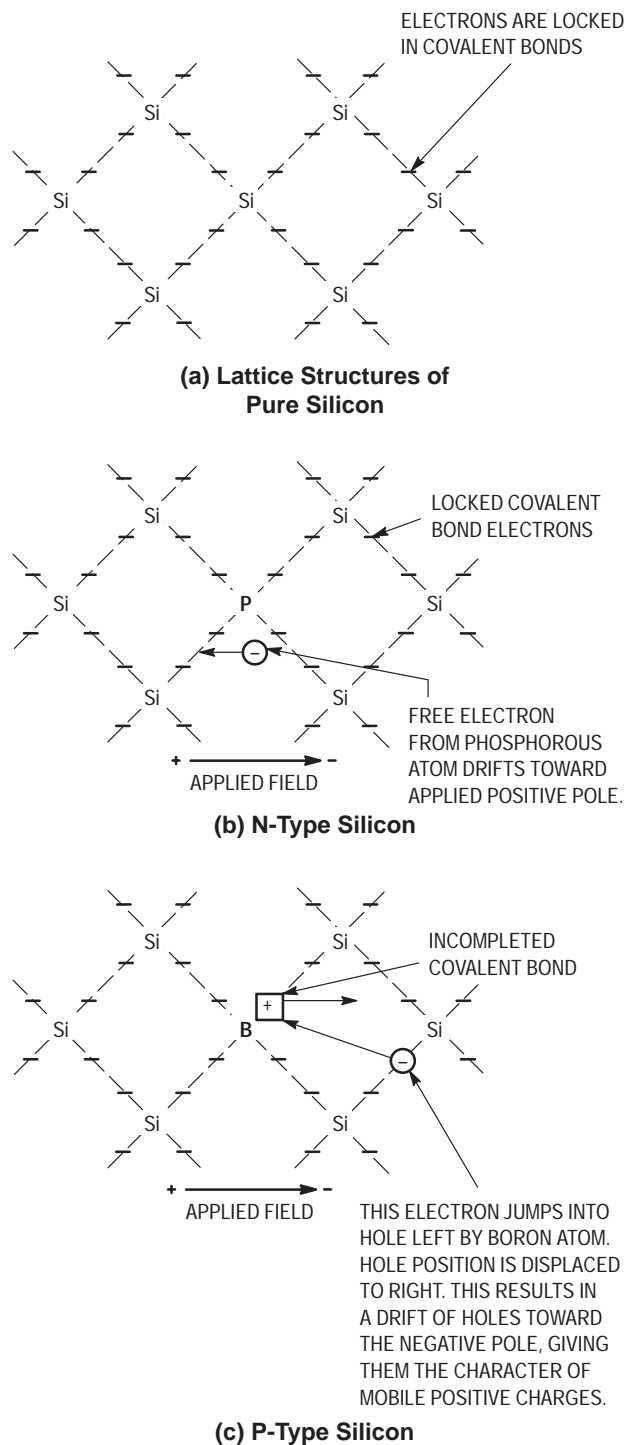 ELECTRONS ARE LOCKED
IN COVALENT BONDS
Si Si
Si Si Si
Si Si
(a) Lattice Structures of
Pure Silicon
Si Si
LOCKED COVALENT
BOND ELECTRONS
Si P Si
−
Si Si
FREE ELECTRON
FROM PHOSPHOROUS
ATOM DRIFTS TOWARD
APPLIED POSITIVE POLE.
+ -
APPLIED FIELD
(b) N-Type Silicon
Si Si
INCOMPLETED
COVALENT BOND
+
Si B Si
−
Si Si
+ -
APPLIED FIELD
THIS ELECTRON JUMPS INTO
HOLE LEFT BY BORON ATOM.
HOLE POSITION IS DISPLACED
TO RIGHT. THIS RESULTS IN
A DRIFT OF HOLES TOWARD
THE NEGATIVE POLE, GIVING
THEM THE CHARACTER OF
MOBILE POSITIVE CHARGES.
(c) P-Type Silicon